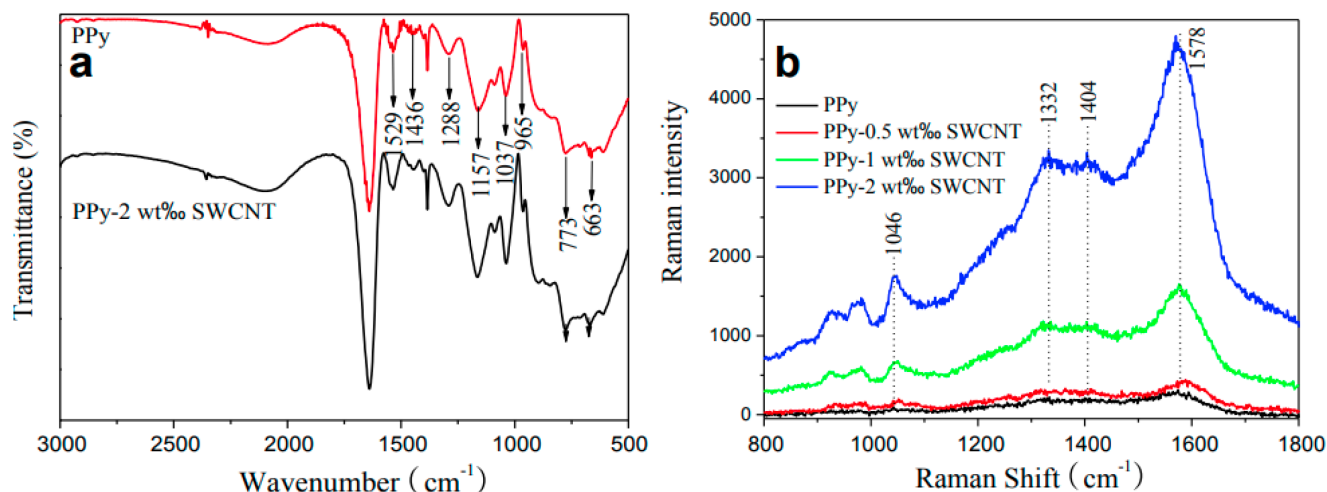 a
PPy
PPy-2 wt‰ SWCNT
529
1436
1288
1157
1037
965
773
663
Transmittance (%)
3000 2500 2000 1500 1000 500
Wavenumber ( cm-1)
b
5000
4000
3000
2000
1000
0
PPy
PPy-0.5 wt‰ SWCNT
PPy-1 wt‰ SWCNT
PPy-2 wt‰ SWCNT
1046
1332
1404
1578
Raman intensity
800 1000 1200 1400 1600 1800
Raman Shift ( cm-1)